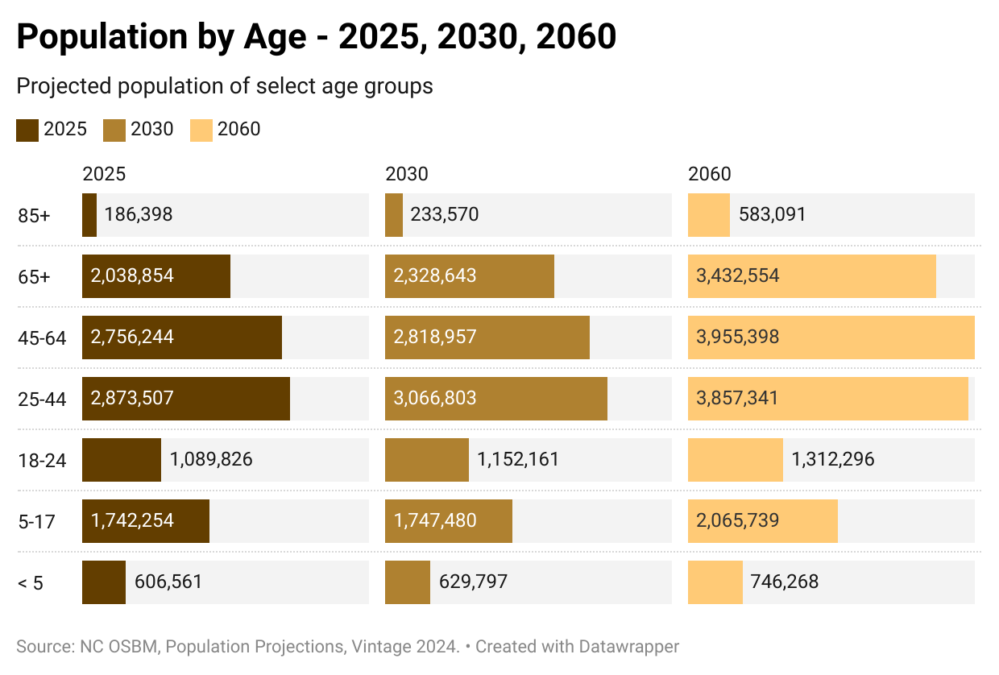 Population by Age - 2025, 2030, 2060
Projected population of select age groups
2025 2030 2060
2025 2030 2060
85+ 186,398 233,570 583,091
65+ 2,038,854 2,328,643 3,432,554
45-64 2,756,244 2,818,957 3,955,398
25-44 2,873,507 3,066,803 3,857,341
18-24 1,089,826 1,152,161 1,312,296
5-17 1,742,254 1,747,480 2,065,739
< 5 606,561 629,797 746,268
Source: NC OSBM, Population Projections, Vintage 2024. • Created with Datawrapper